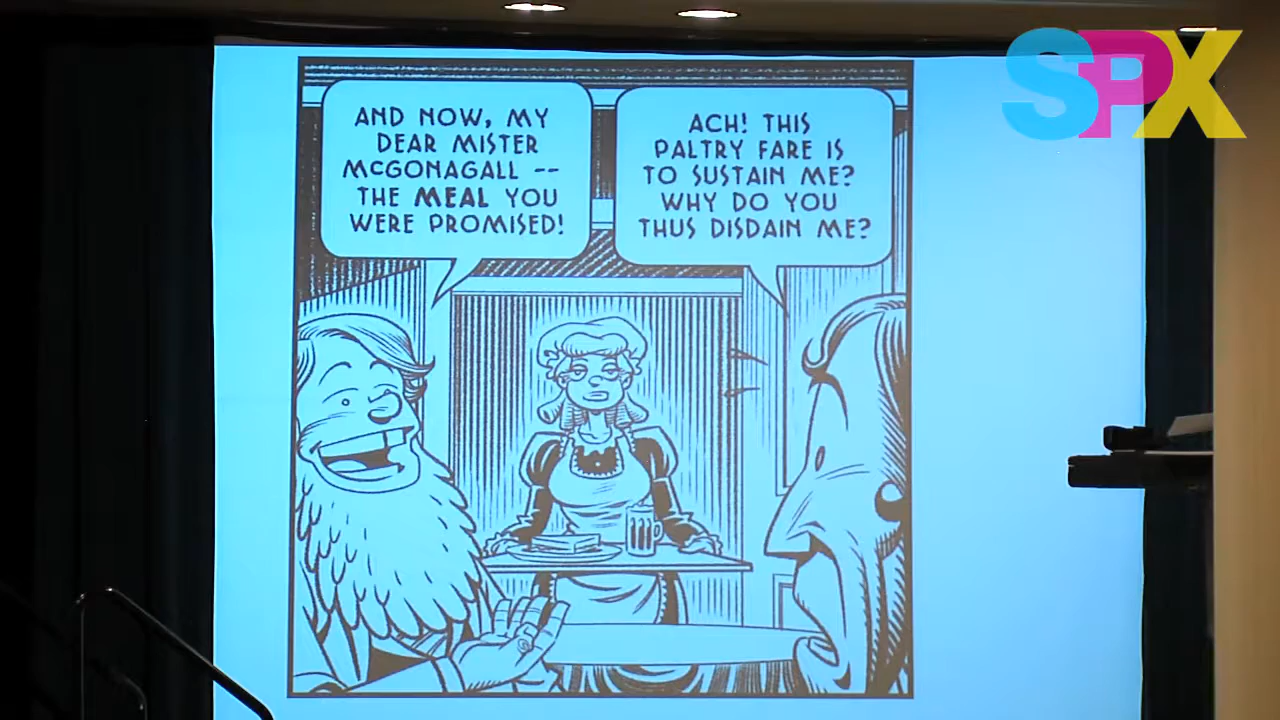 SPX
AND NOW, MY
DEAR MISTER
MCGONAGALL --
THE MEAL YOU
WERE PROMISED!
ACH! THIS
PALTRY FARE IS
TO SUSTAIN ME?
WHY DO YOU
THUS DISDAIN ME?